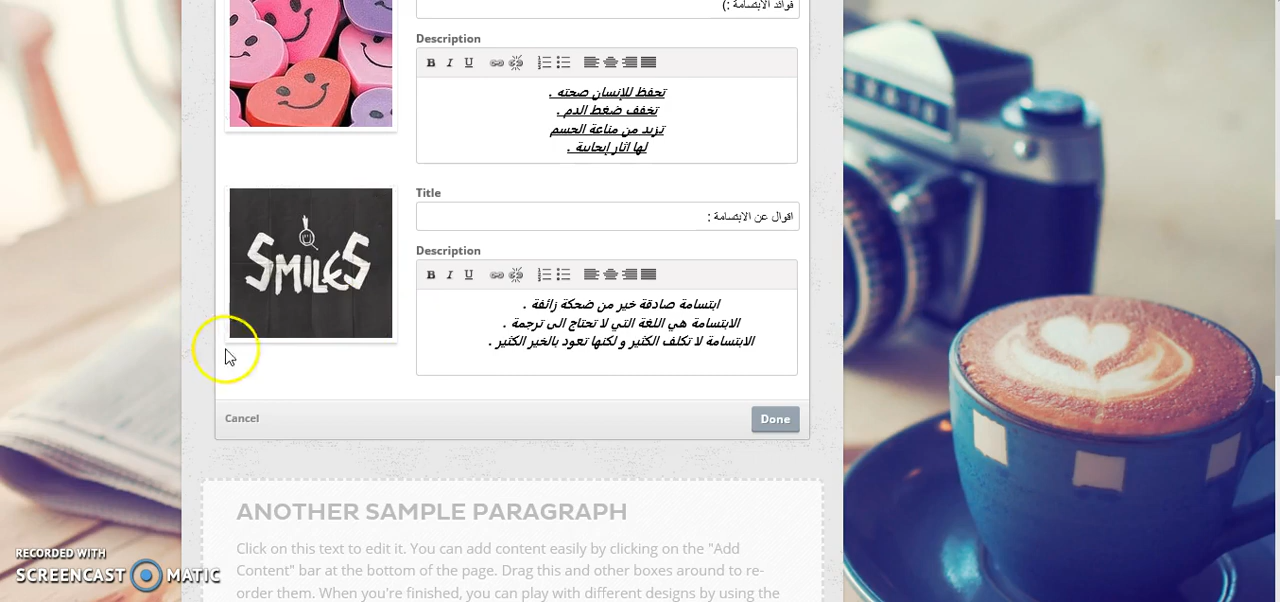 فوائد الابتسامة :)
Description
B I U
تحفظ للإنسان صحته .
تخفف ضغط الدم .
تزيد من مناعة الجسم
لها اثار إيجابية .
SMILES
Title
اقوال عن الابتسامة :
Description
B I U
ابتسامة صادقة خير من ضحكة زائفة .
الابتسامة هي اللغة التي لا تحتاج الى ترجمة .
الابتسامة لا تكلف الكثير و لكنها تعود بالخير الكثير .
Cancel
Done
ANOTHER SAMPLE PARAGRAPH
Click on this text to edit it. You can add content easily by clicking on the "Add
Content" bar at the bottom of the page. Drag this and other boxes around to re-
order them. When you're finished, you can play with different designs by using the
RECORDED WITH
SCREENCAST MATIC